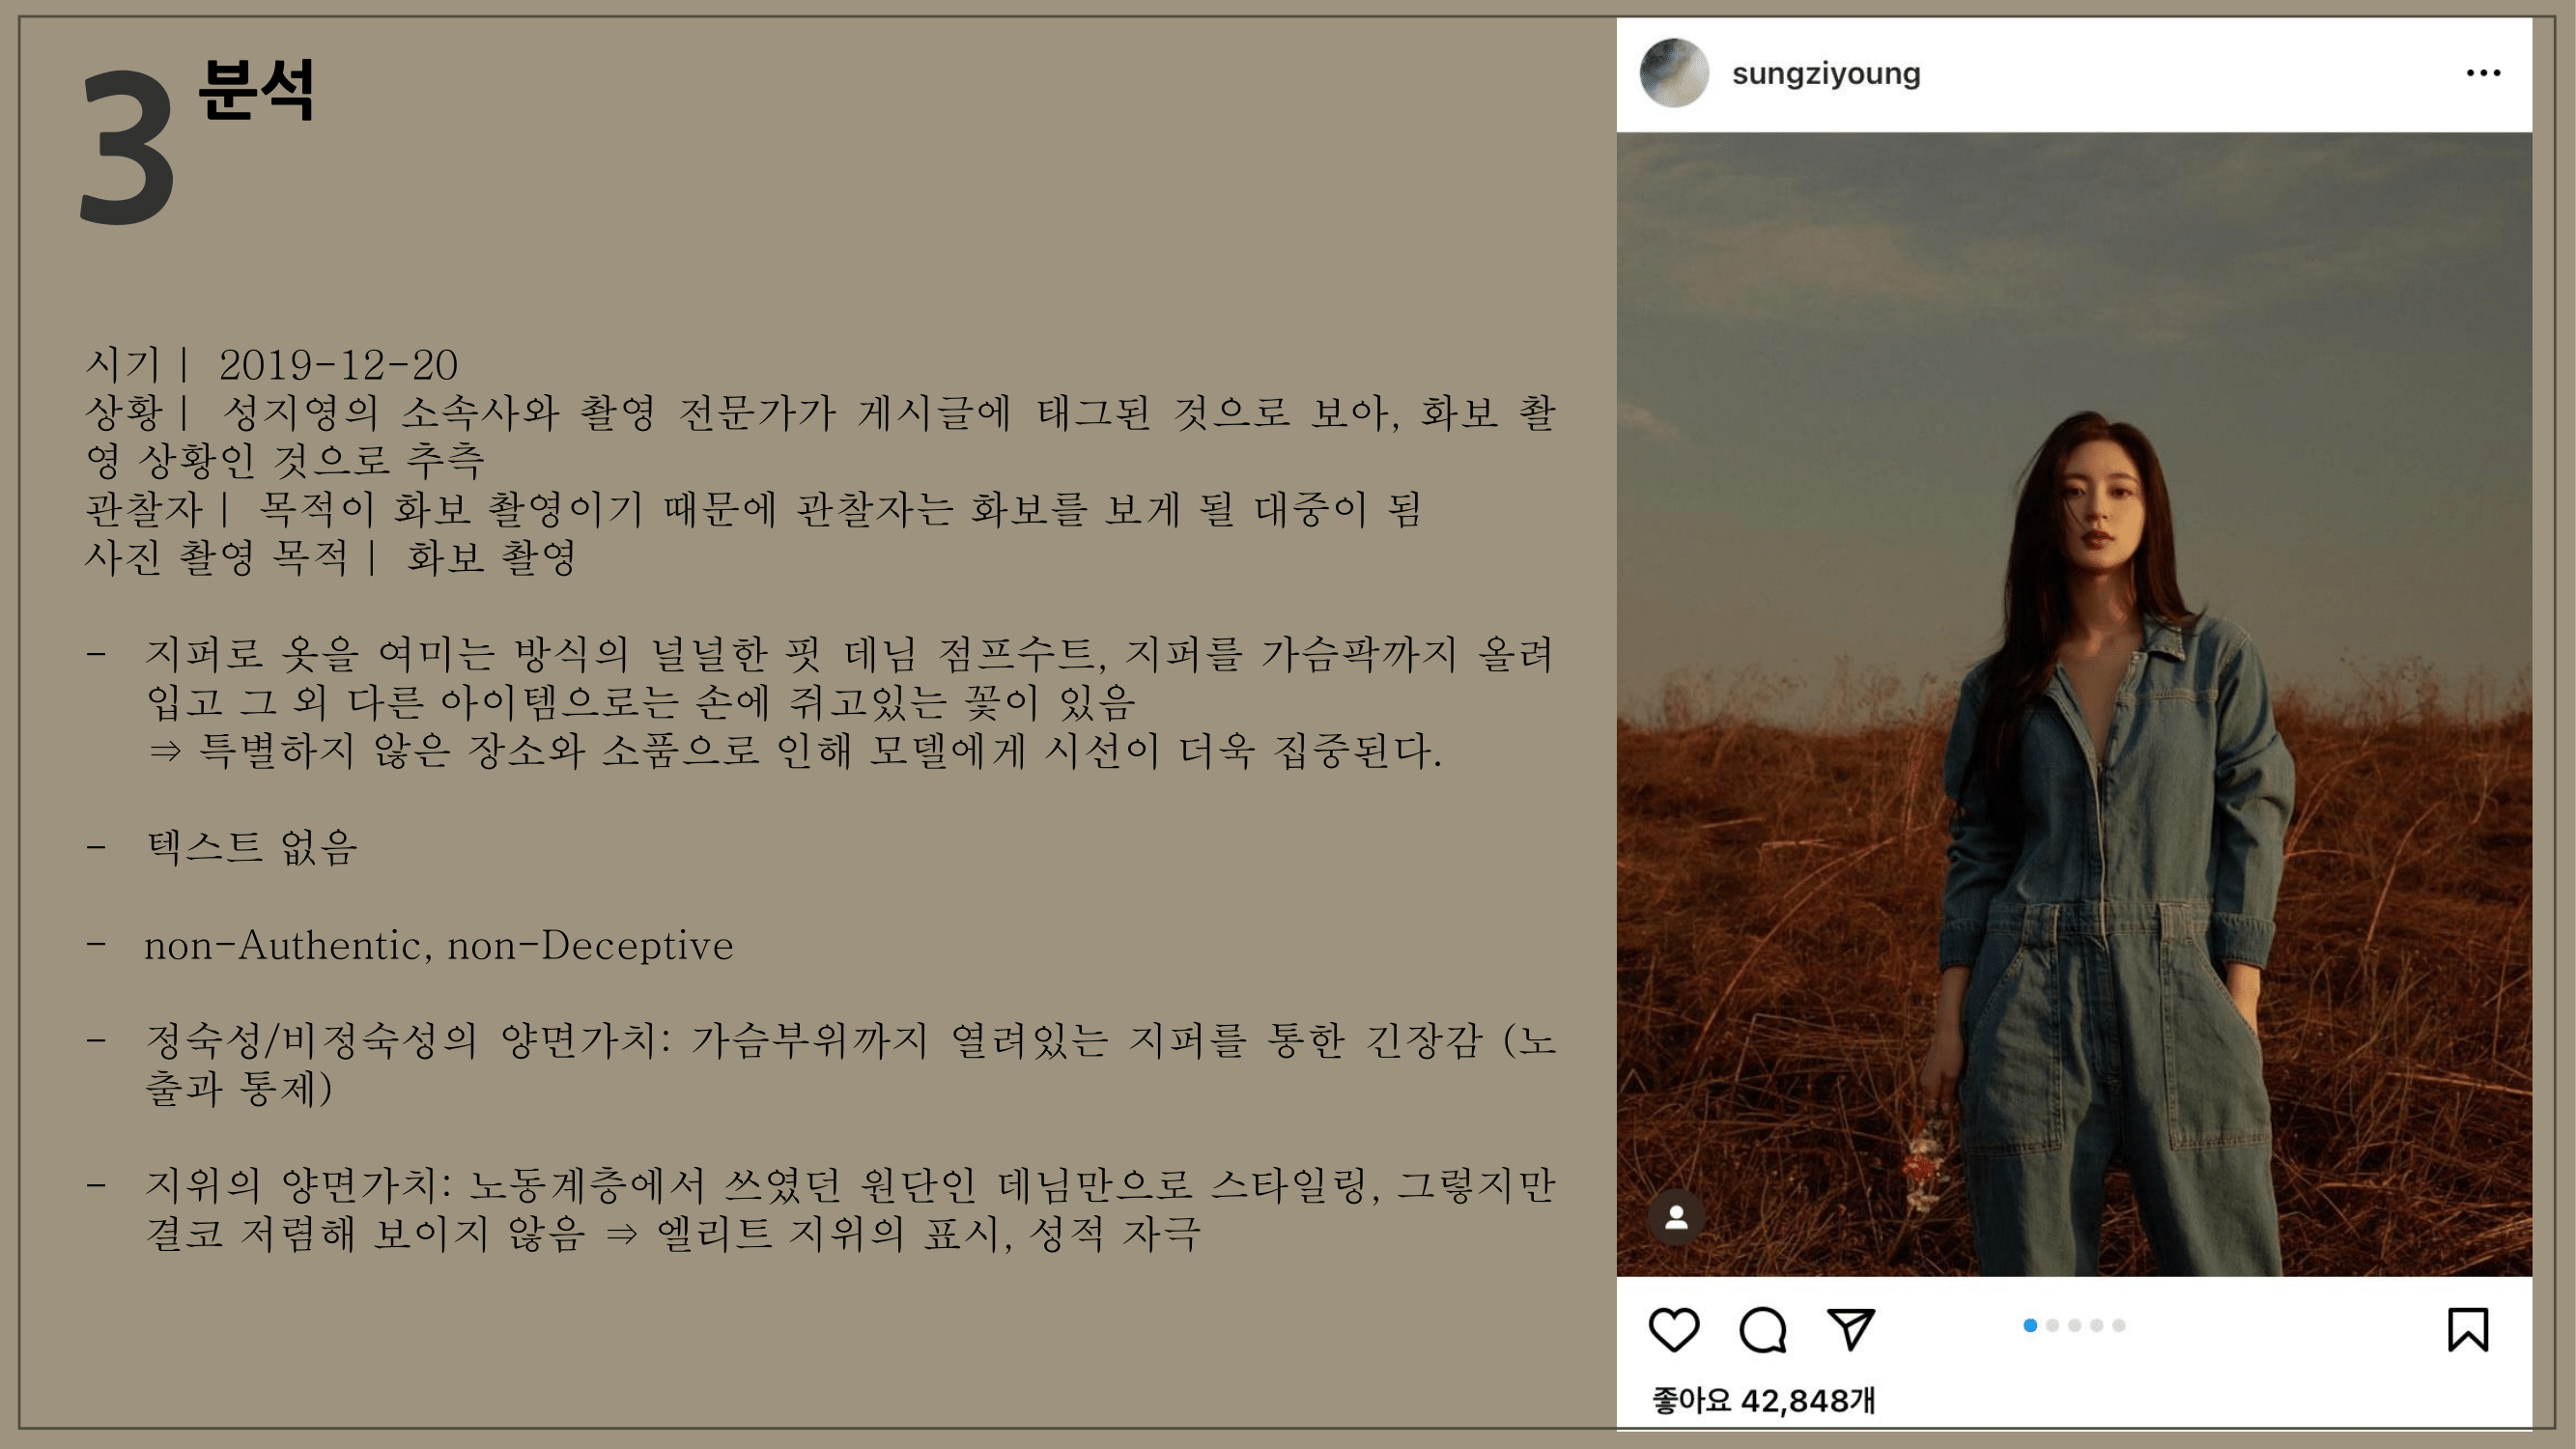 3 분석
시기 | 2019-12-20
상황 | 성지영의 소속사와 촬영 전문가가 게시글에 태그된 것으로 보아, 화보 촬
영 상황인 것으로 추측
관찰자 | 목적이 화보 촬영이기 때문에 관찰자는 화보를 보게 될 대중이 됨
사진 촬영 목적 | 화보 촬영
- 지퍼로 옷을 여미는 방식의 널널한 핏 데님 점프수트, 지퍼를 가슴팍까지 올려
입고 그 외 다른 아이템으로는 손에 쥐고있는 꽃이 있음
⇒ 특별하지 않은 장소와 소품으로 인해 모델에게 시선이 더욱 집중된다.
- 텍스트 없음
- non-Authentic, non-Deceptive
- 정숙성/비정숙성의 양면가치: 가슴부위까지 열려있는 지퍼를 통한 긴장감 (노
출과 통제)
- 지위의 양면가치: 노동계층에서 쓰였던 원단인 데님만으로 스타일링, 그렇지만
결코 저렴해 보이지 않음 ⇒ 엘리트 지위의 표시, 성적 자극
sungziyoung
좋아요 42,848개